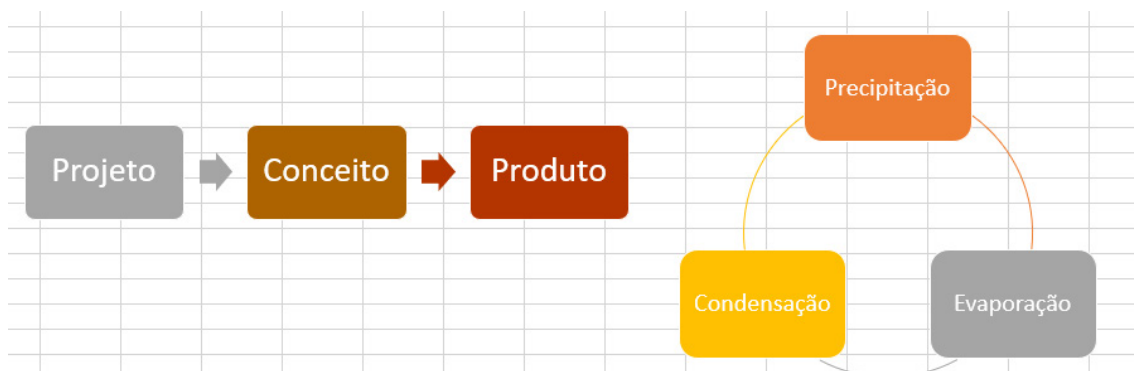 Projeto
Conceito
Produto
Precipitação
Condensação
Evaporação